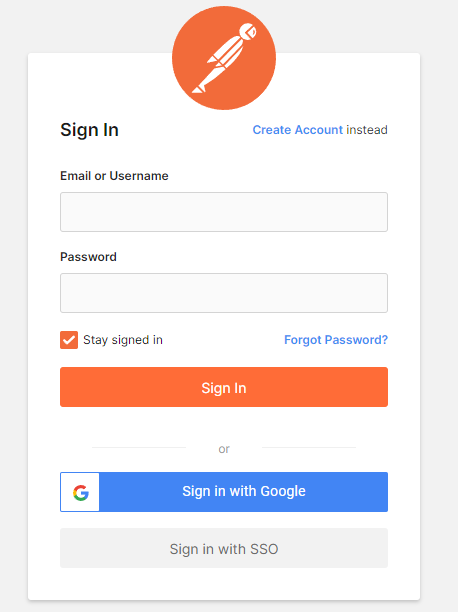 Sign In
Create Account instead
Email or Username
Password
Stay signed in
Forgot Password?
Sign In
or
Sign in with Google
Sign in with SSO